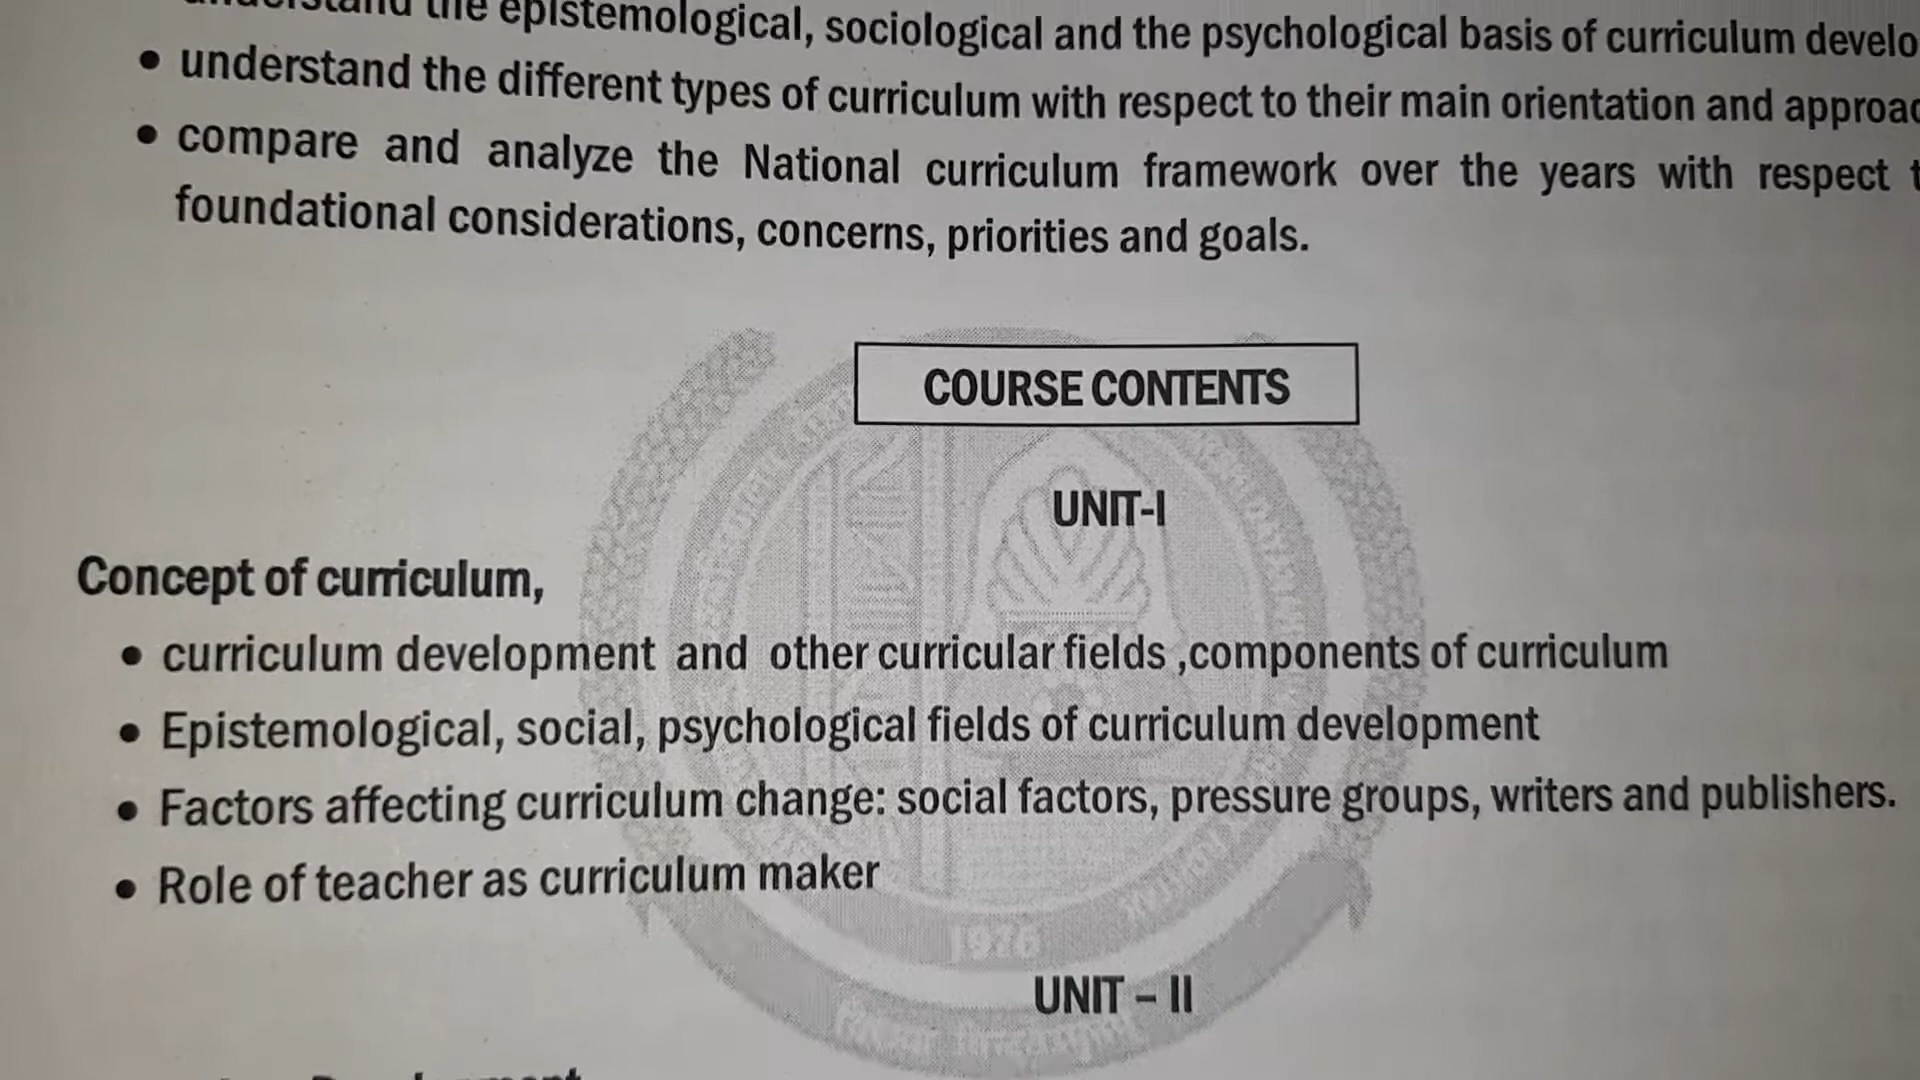 understand the epistemological, sociological and the psychological basis of curriculum develo
• understand the different types of curriculum with respect to their main orientation and approac
• compare and analyze the National curriculum framework over the years with respect t
foundational considerations, concerns, priorities and goals.
COURSE CONTENTS
UNIT-I
Concept of curriculum,
• curriculum development and other curricular fields ,components of curriculum
• Epistemological, social, psychological fields of curriculum development
• Factors affecting curriculum change: social factors, pressure groups, writers and publishers.
• Role of teacher as curriculum maker
1976
UNIT – II